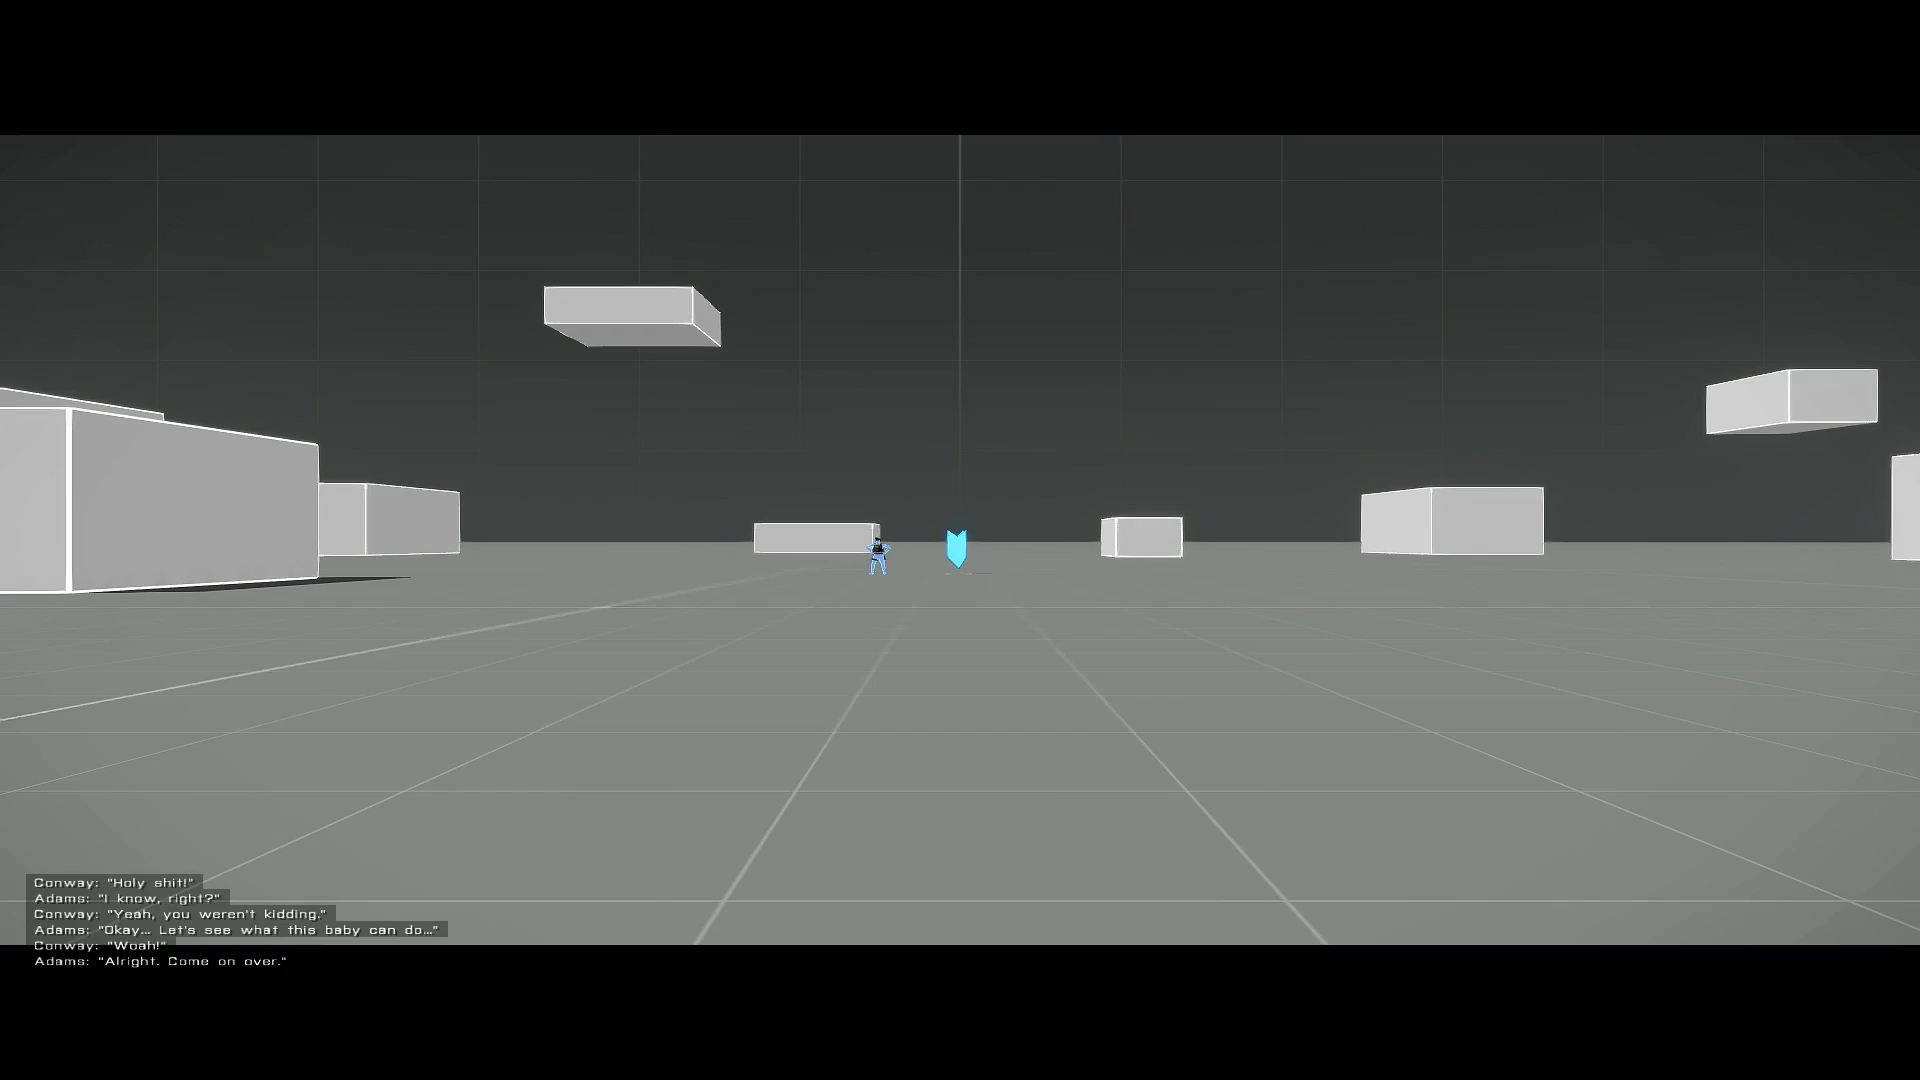 Conway: "Holy shit!"
Adams: "I know, right?"
Conway: "Yeah, you weren't kidding."
Adams: "Okay... Let's see what this baby can do..."
Conway: "Woah!"
Adams: "Alright. Come on over."